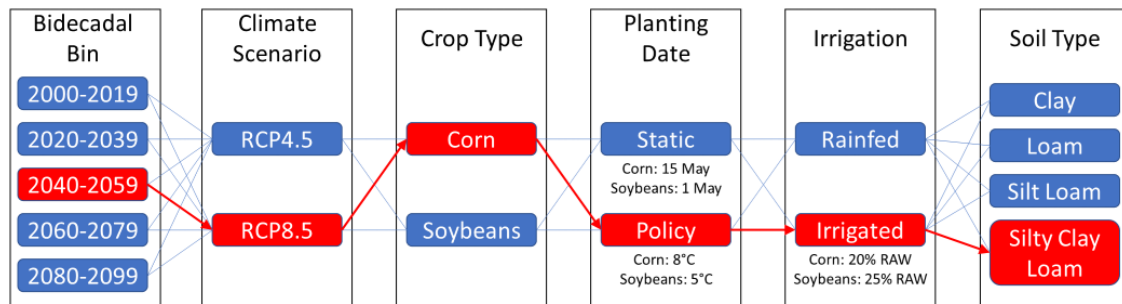 Bidecadal
Bin
2000-2019
2020-2039
2040-2059
2060-2079
2080-2099
Climate
Scenario
RCP4.5
RCP8.5
Crop Type
Corn
Soybeans
Planting
Date
Static
Corn: 15 May
Soybeans: 1 May
Policy
Corn: 8°C
Soybeans: 5°C
Irrigation
Rainfed
Irrigated
Corn: 20% RAW
Soybeans: 25% RAW
Soil Type
Clay
Loam
Silt Loam
Silty Clay
Loam